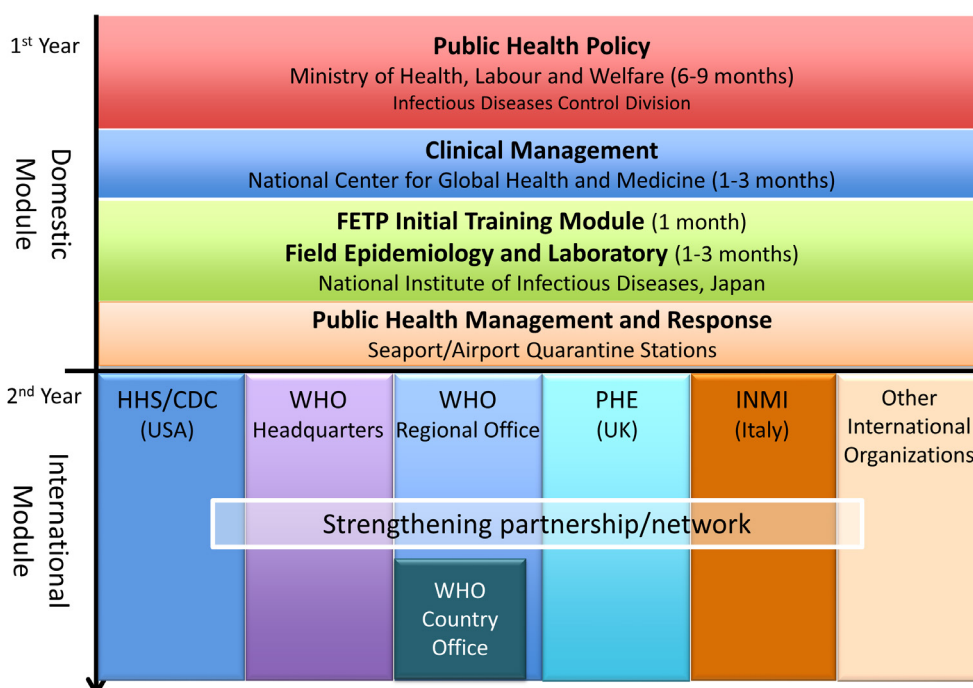 1st Year
Public Health Policy
Ministry of Health, Labour and Welfare (6-9 months)
Infectious Diseases Control Division
Domestic
Module
Clinical Management
National Center for Global Health and Medicine (1-3 months)
FETP Initial Training Module (1 month)
Field Epidemiology and Laboratory (1-3 months)
National Institute of Infectious Diseases, Japan
Public Health Management and Response
Seaport/Airport Quarantine Stations
2nd Year
International
Module
HHS/CDC
(USA)
WHO
Headquarters
WHO
Regional Office
PHE
(UK)
INMI
(Italy)
Other
International
Organizations
Strengthening partnership/network
WHO
Country
Office